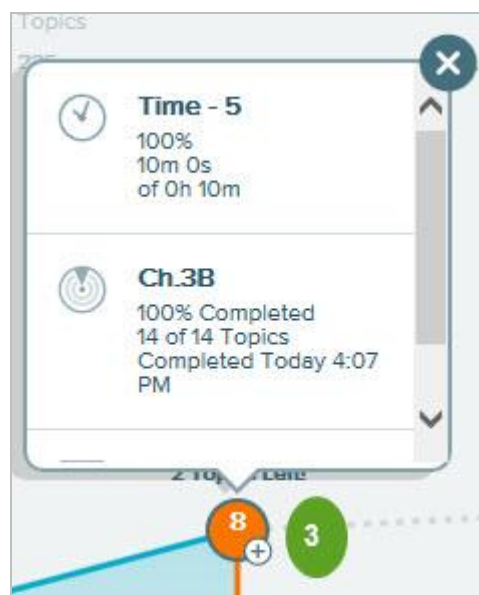 Topics
Time - 5
100%
10m 0s
of 0h 10m
Ch.3B
100% Completed
14 of 14 Topics
Completed Today 4:07
PM
8
3